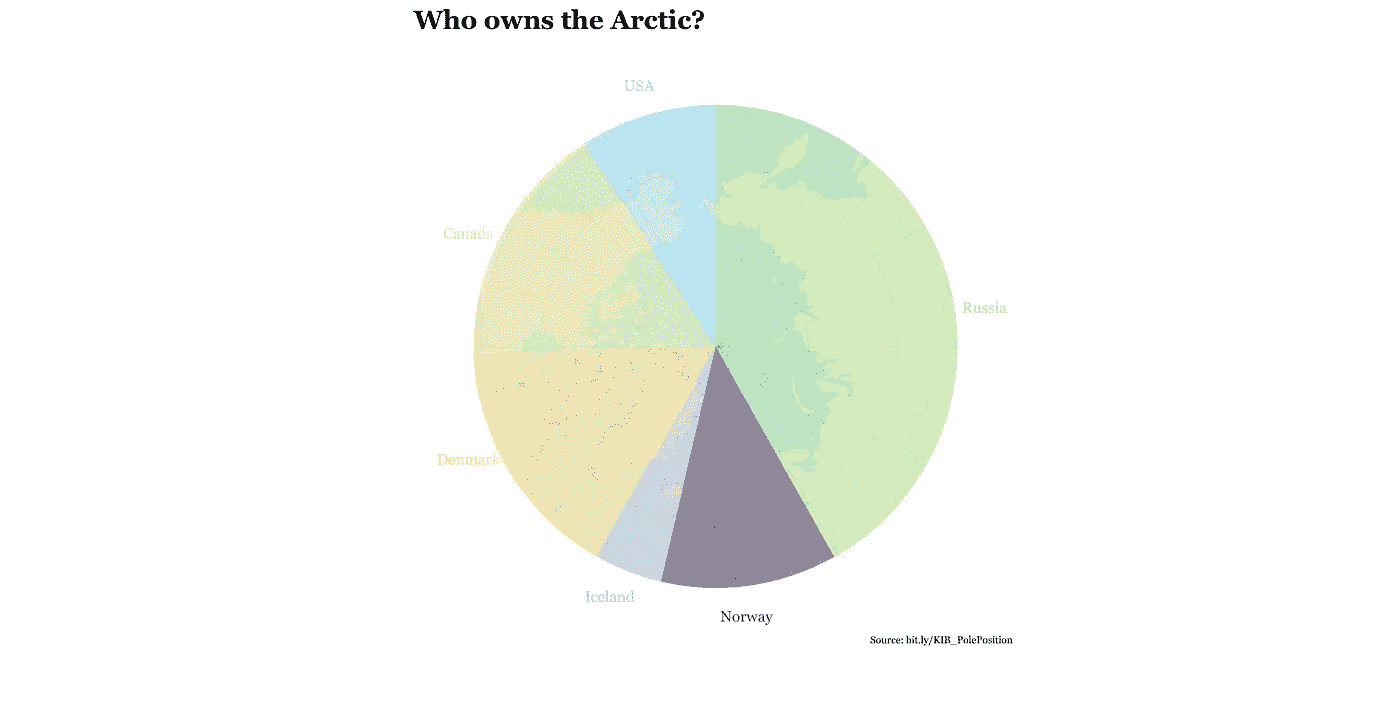 Who owns the Arctic?
USA
Canada
Russia
Denmark
Iceland
Norway
Source: bit.ly/KIB_PolePosition